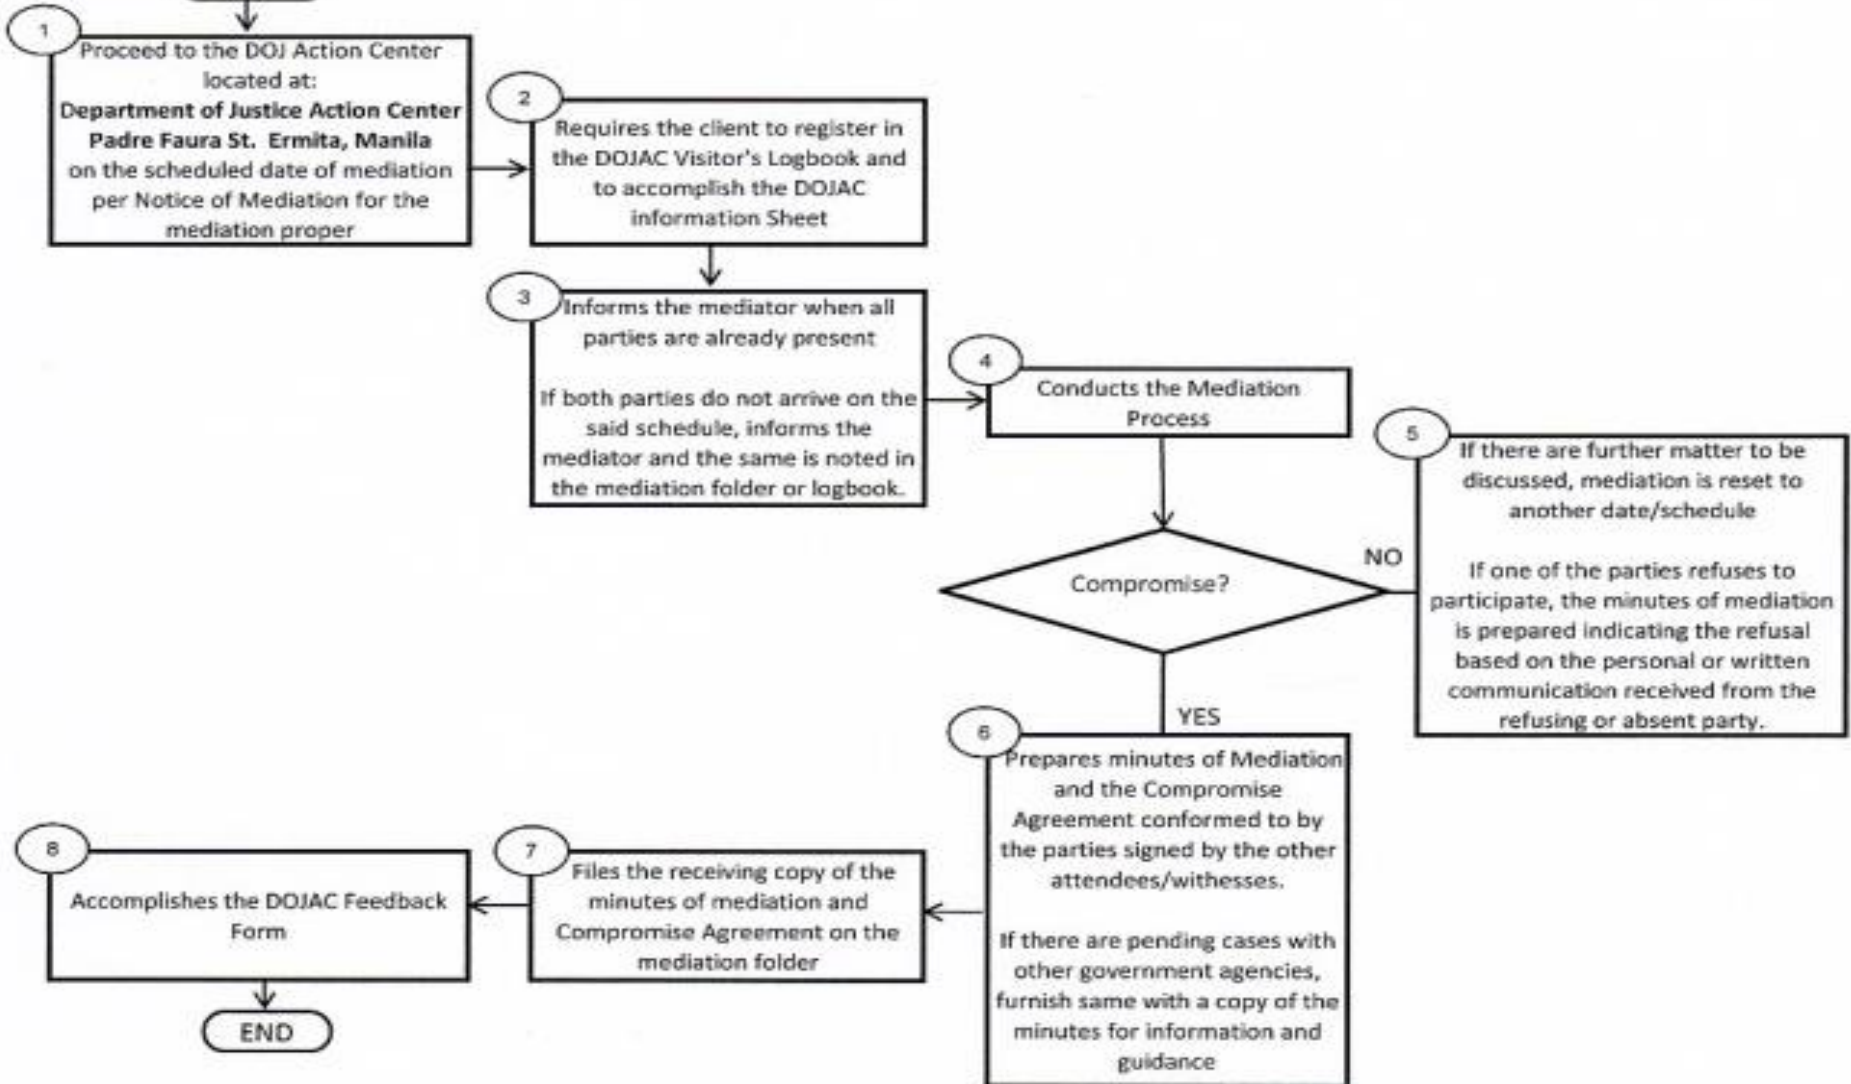 1
Proceed to the DOJ Action Center
located at:
Department of Justice Action Center
Padre Faura St. Ermita, Manila
on the scheduled date of mediation
per Notice of Mediation for the
mediation proper
2
Requires the client to register in
the DOJAC Visitor's Logbook and
to accomplish the DOJAC
information Sheet
3
Informs the mediator when all
parties are already present
If both parties do not arrive on the
said schedule, informs the
mediator and the same is noted in
the mediation folder or logbook.
4
Conducts the Mediation
Process
Compromise?
NO
5
If there are further matter to be
discussed, mediation is reset to
another date/schedule
If one of the parties refuses to
participate, the minutes of mediation
is prepared indicating the refusal
based on the personal or written
communication received from the
refusing or absent party.
YES
6
Prepares minutes of Mediation
and the Compromise
Agreement conformed to by
the parties signed by the other
attendees/withesses.
If there are pending cases with
other government agencies,
furnish same with a copy of the
minutes for information and
guidance
7
Files the receiving copy of the
minutes of mediation and
Compromise Agreement on the
mediation folder
8
Accomplishes the DOJAC Feedback
Form
END